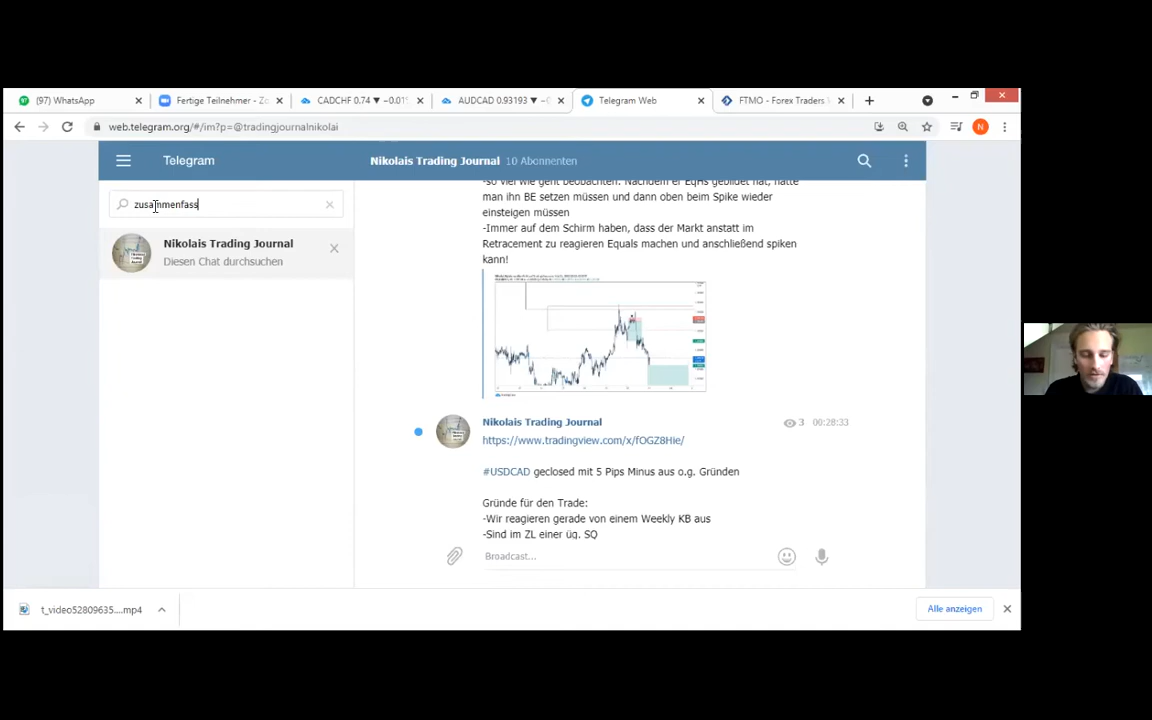 (97) WhatsApp
Fertige Teilnehmer - Zo
CADCHF 0.74 ▼ −0.01
AUDCAD 0.93193 ▼ −
Telegram Web
FTMO - Forex Traders
web.telegram.org/#/im?p=@tradingjournalnikolai
N
Telegram
Nikolais Trading Journal 10 Abonnenten
zusammenfass
Nikolais Trading Journal
Diesen Chat durchsuchen
-so viel wie geht beobachten. Nachdem er EqHs gebildet hat, hätte
man ihn BE setzen müssen und dann oben beim Spike wieder
einsteigen müssen
-Immer auf dem Schirm haben, dass der Markt anstatt im
Retracement zu reagieren Equals machen und anschließend spiken
kann!
Nikolais Trading Journal
3 00:28:33
https://www.tradingview.com/x/fOGZ8Hie/
#USDCAD geclosed mit 5 Pips Minus aus o.g. Gründen
Gründe für den Trade:
-Wir reagieren gerade von einem Weekly KB aus
-Sind im ZL einer üg. SQ
Broadcast...
t_video52809635....mp4
Alle anzeigen